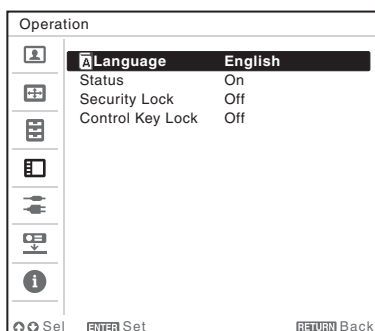 Operation
A Language English
Status On
Security Lock Off
Control Key Lock Off
Sel ENTER Set RETURN Back